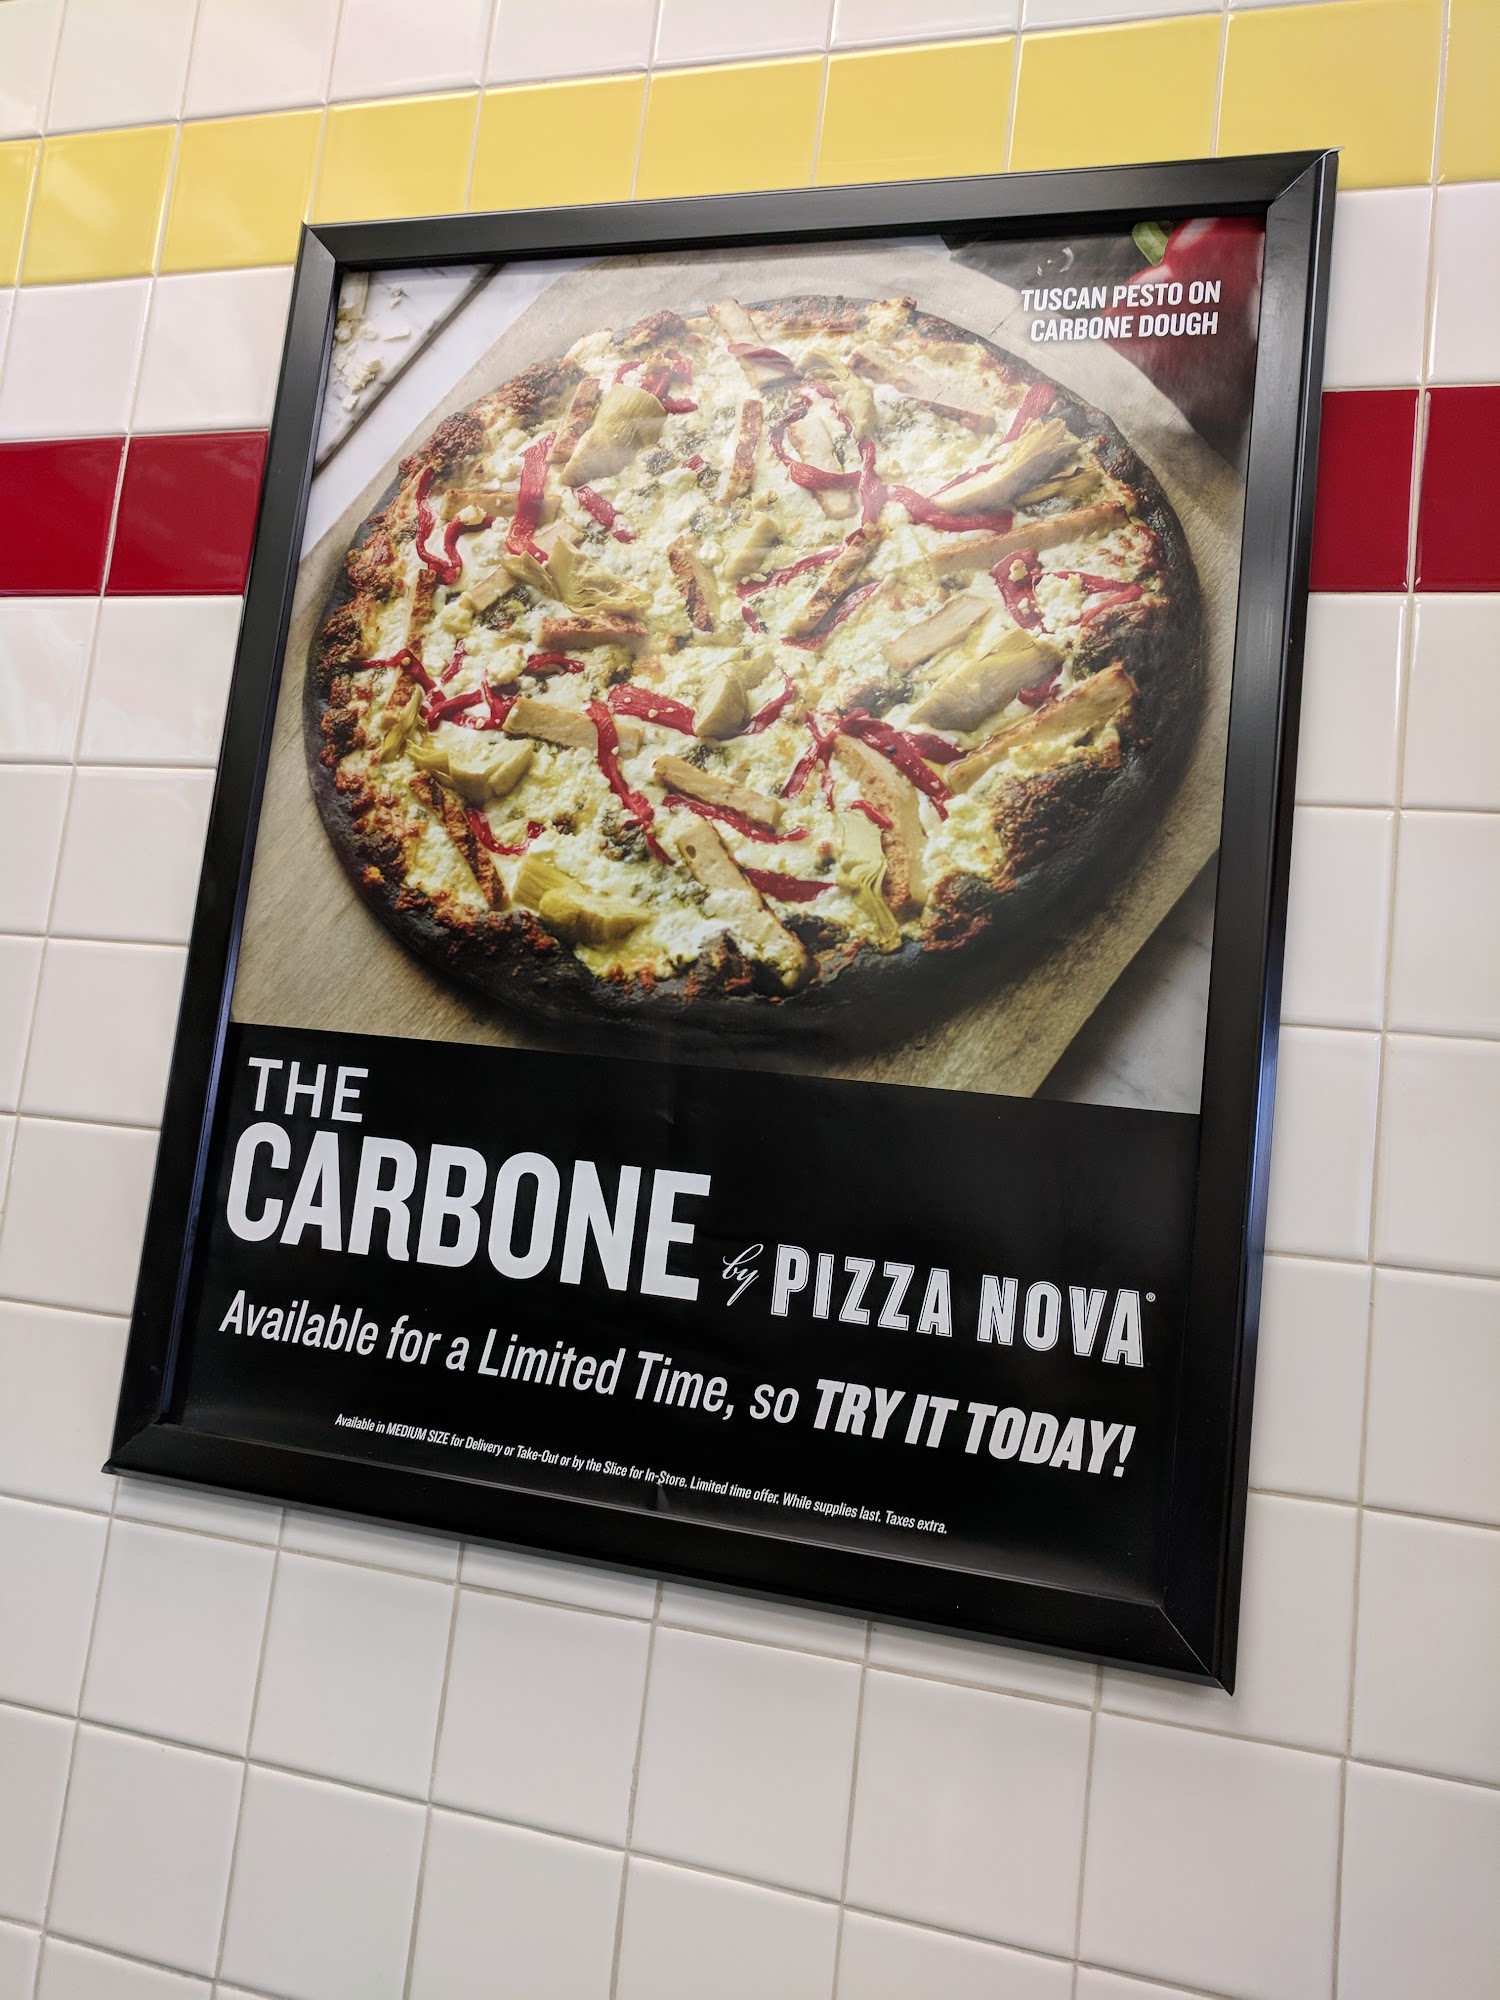 TUSCAN PESTO ON
CARBONE DOUGH
THE
CARBONE by PIZZA NOVA®
Available for a Limited Time, so TRY IT TODAY!
Available in MEDIUM SIZE for Delivery or Take-Out or by the Slice for In-Store. Limited time offer. While supplies last. Taxes extra.